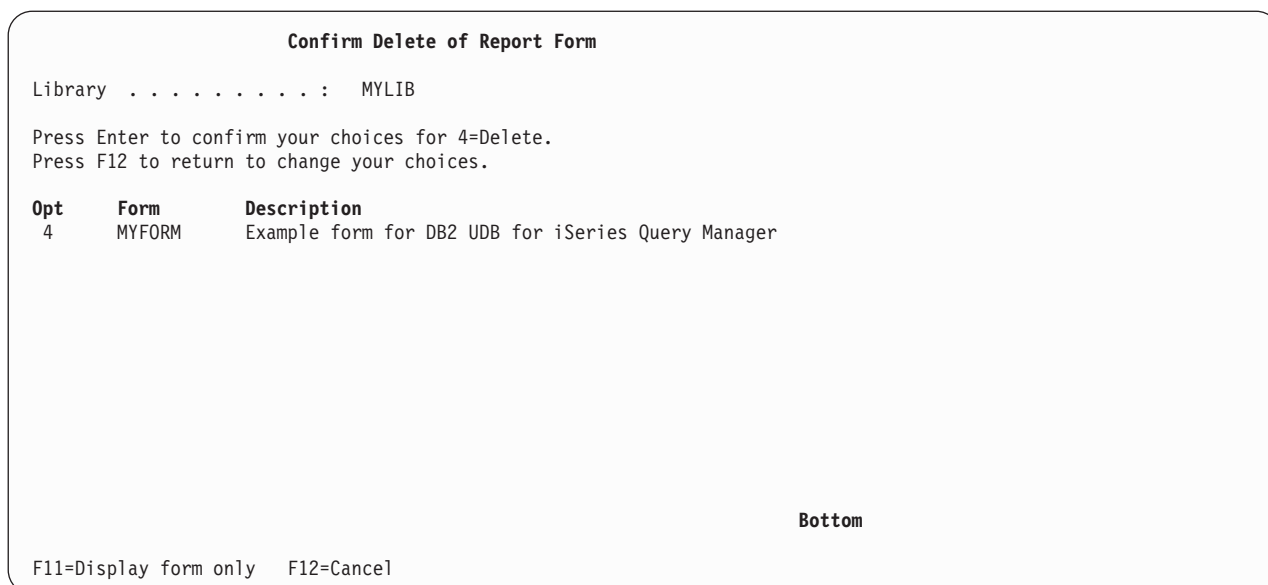 Confirm Delete of Report Form
Library . . . . . . . . . : MYLIB
Press Enter to confirm your choices for 4=Delete.
Press F12 to return to change your choices.
Opt Form Description
4 MYFORM Example form for DB2 UDB for iSeries Query Manager
Bottom
F11=Display form only F12=Cancel